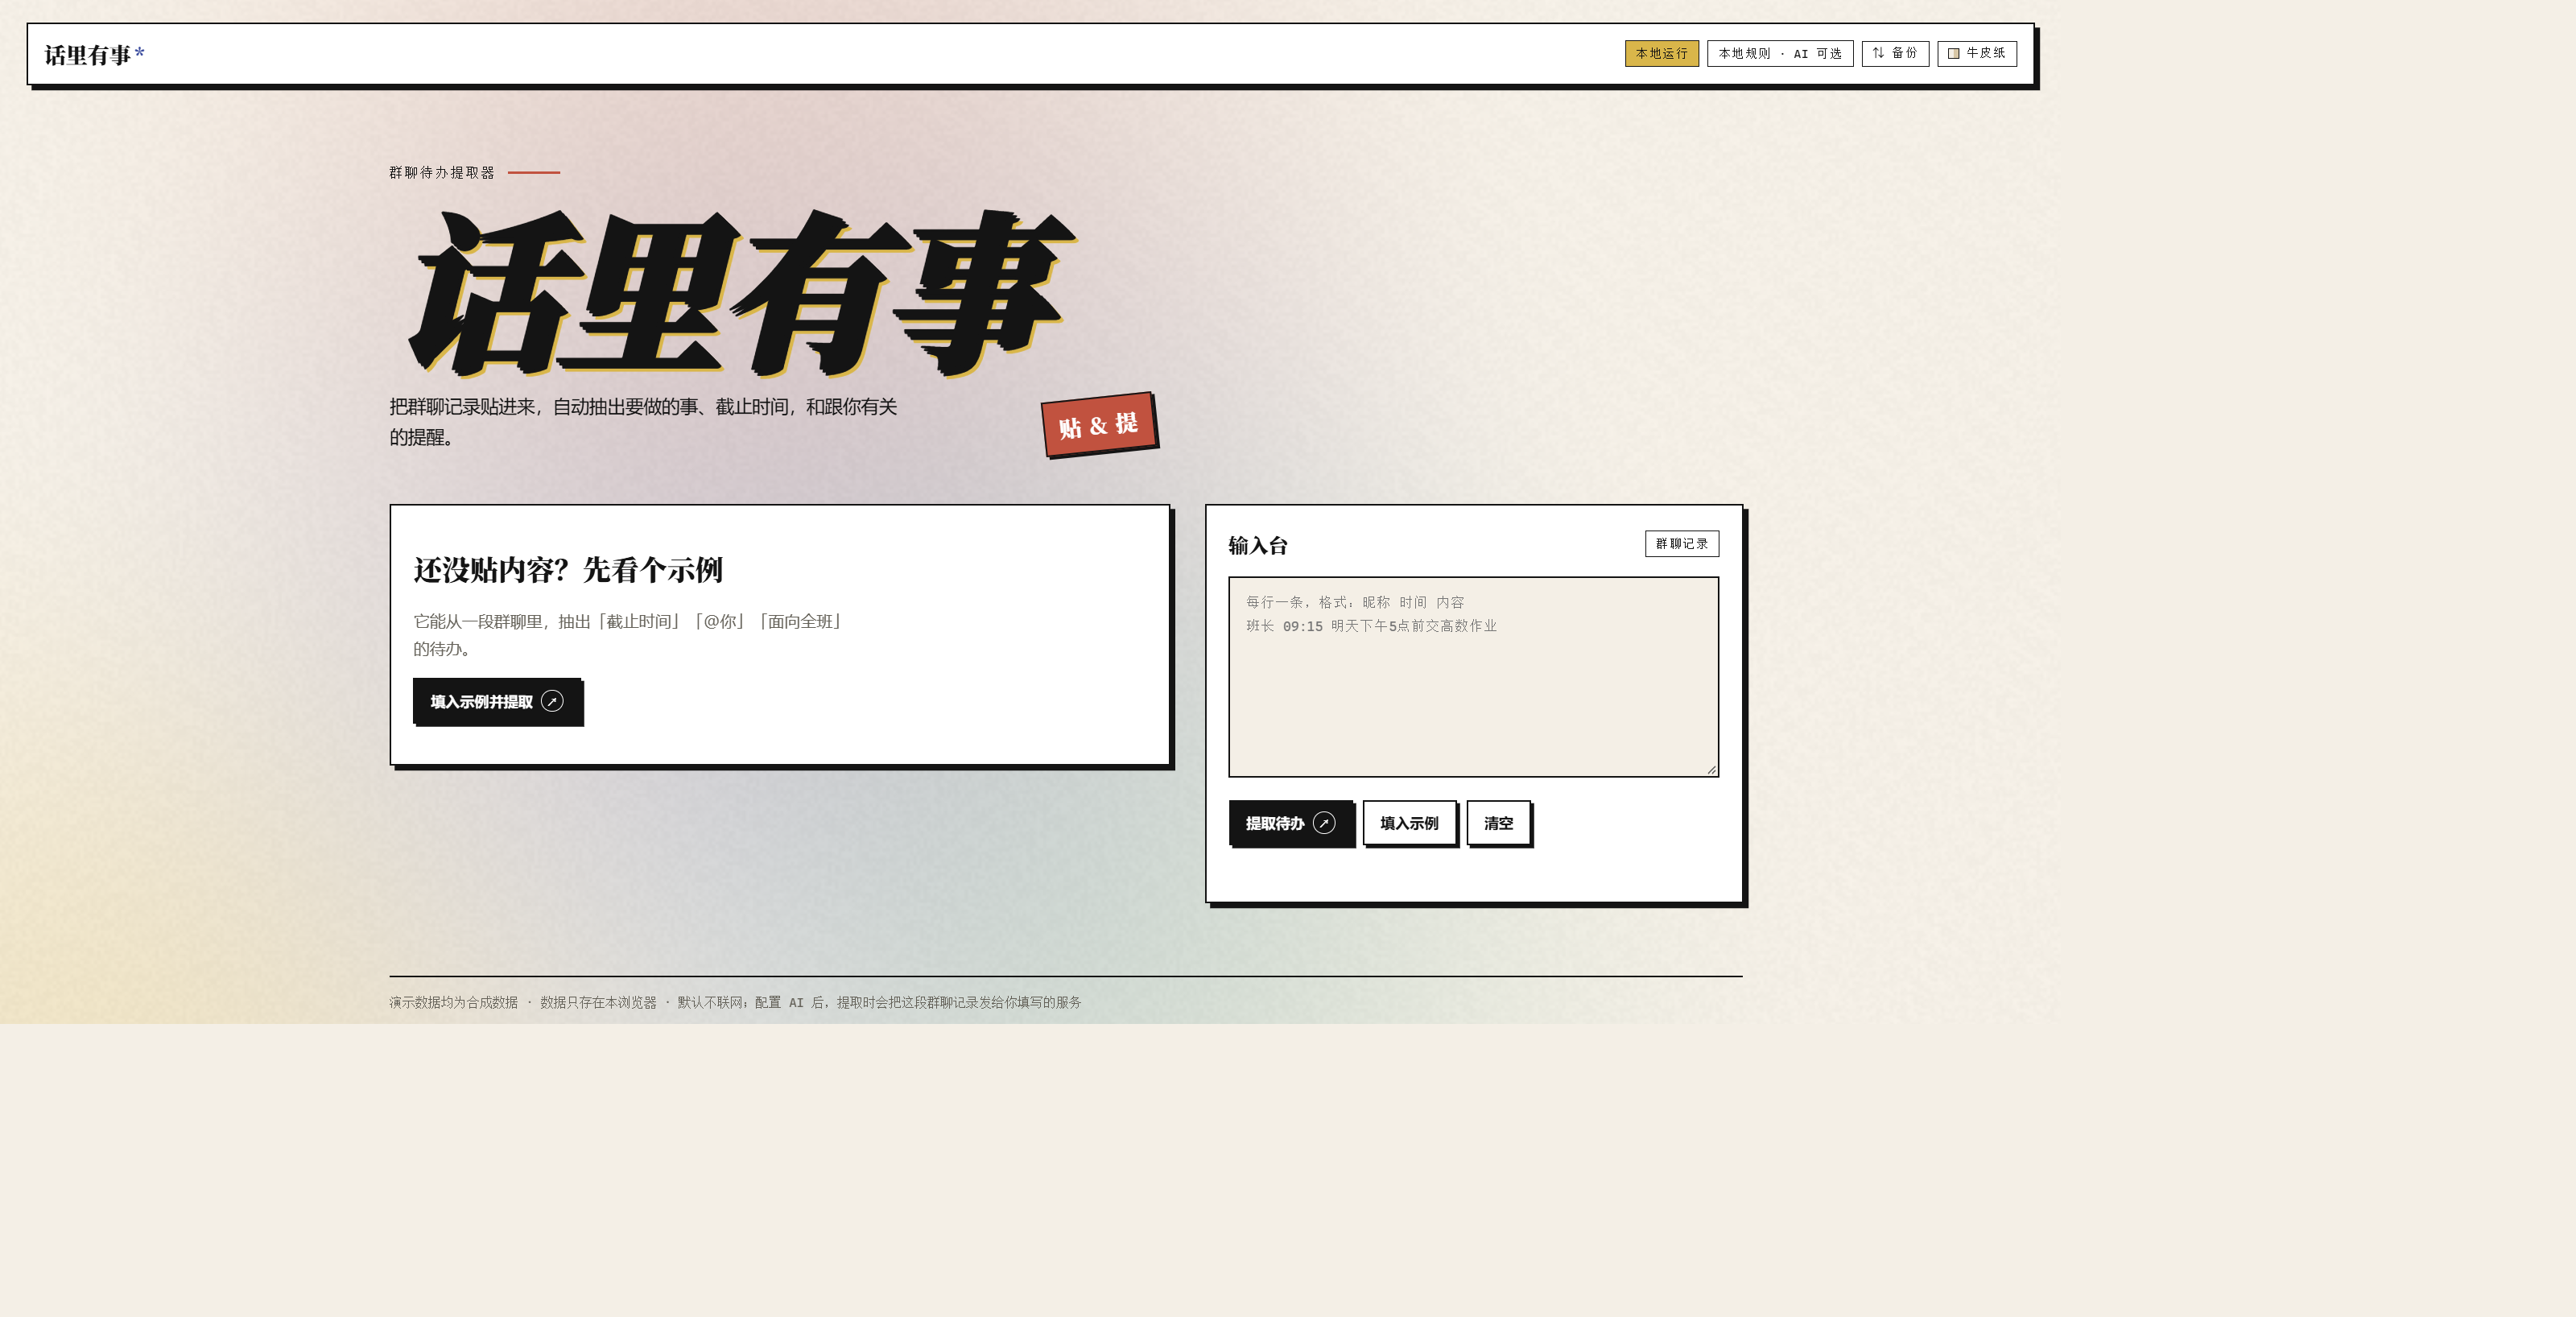 话里有事*
本地运行
本地规则 · AI 可选
⇅ 备份
牛皮纸
群聊待办提取器
话里有事
把群聊记录贴进来，自动抽出要做的事、截止时间，和跟你有关
的提醒。
贴 & 提
还没贴内容？先看个示例
它能从一段群聊里，抽出「截止时间」「@你」「面向全班」
的待办。
填入示例并提取 ↗
输入台
群聊记录
每行一条，格式：昵称 时间 内容
班长 09:15 明天下午5点前交高数作业
提取待办 ↗
填入示例
清空
演示数据均为合成数据 · 数据只存在本浏览器 · 默认不联网；配置 AI 后，提取时会把这段群聊记录发给你填写的服务